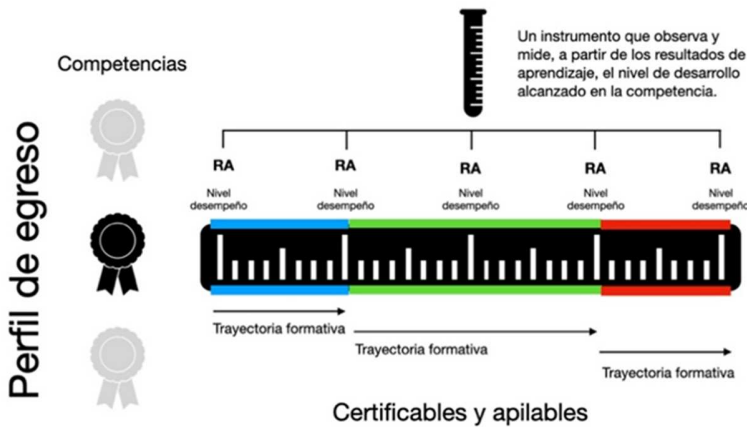 Perfil de egreso
Competencias
Un instrumento que observa y
mide, a partir de los resultados de
aprendizaje, el nivel de desarrollo
alcanzado en la competencia.
RA
RA
RA
RA
RA
Nivel
desempeño
Nivel
desempeño
Nivel
desempeño
Nivel
desempeño
Nivel
desempeño
Trayectoria formativa
Trayectoria formativa
Trayectoria formativa
Certificables y apilables